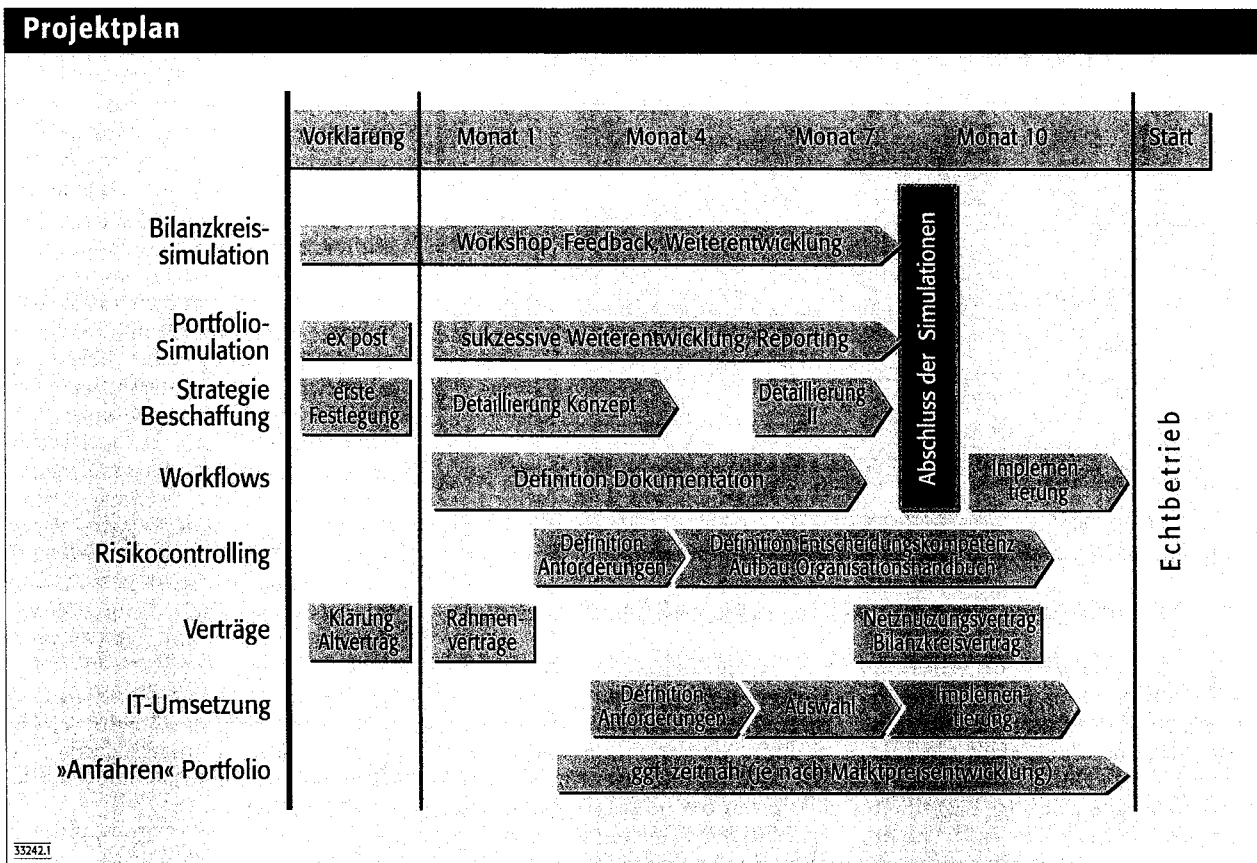 Projektplan
Vorklärung Monat 1 Monat 4 Monat 7 Monat 10 Start
Bilanzkreis-
simulation
Workshop, Feedback, Weiterentwicklung
Portfolio-
Simulation
ex post
sukzessive Weiterentwicklung, Reporting
Strategie
Beschaffung
erste
Festlegung
Detaillierung Konzept
Detaillierung
II
Abschluss der Simulationen
Workflows
Definition Dokumentation
Implemen-
tierung
Risikocontrolling
Definition
Anforderungen
Definition Entscheidungskompetenz
Aufbau Organisationshandbuch
Verträge
Klärung
Altvertrag
Rahmen-
verträge
Netznutzungsvertrag
Bilanzkreisvertrag
IT-Umsetzung
Definition
Anforderungen
Auswahl
Implemen-
tierung
»Anfahren« Portfolio
ggf. zeitnah (je nach Marktpreisentwicklung)
Echtbetrieb
33242.1